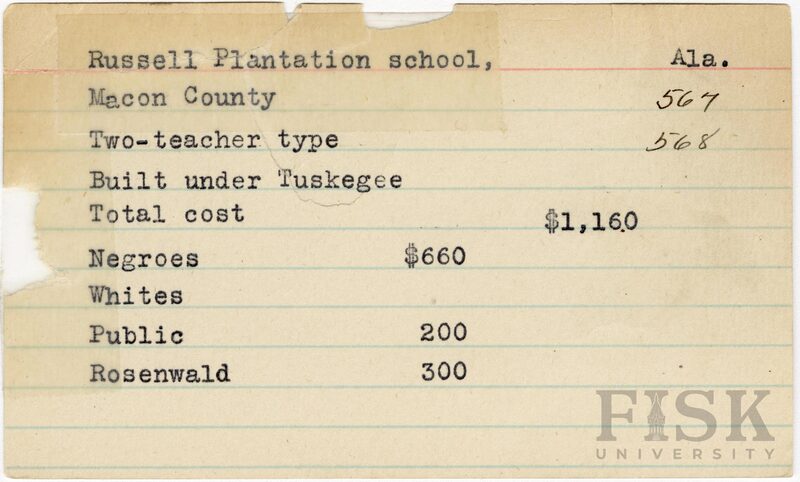 Russell Plantation school, Ala.
Macon County 567
Two-teacher type 568
Built under Tuskegee
Total cost $1,160
Negroes $660
Whites
Public 200
Rosenwald 300
FISK
UNIVERSITY